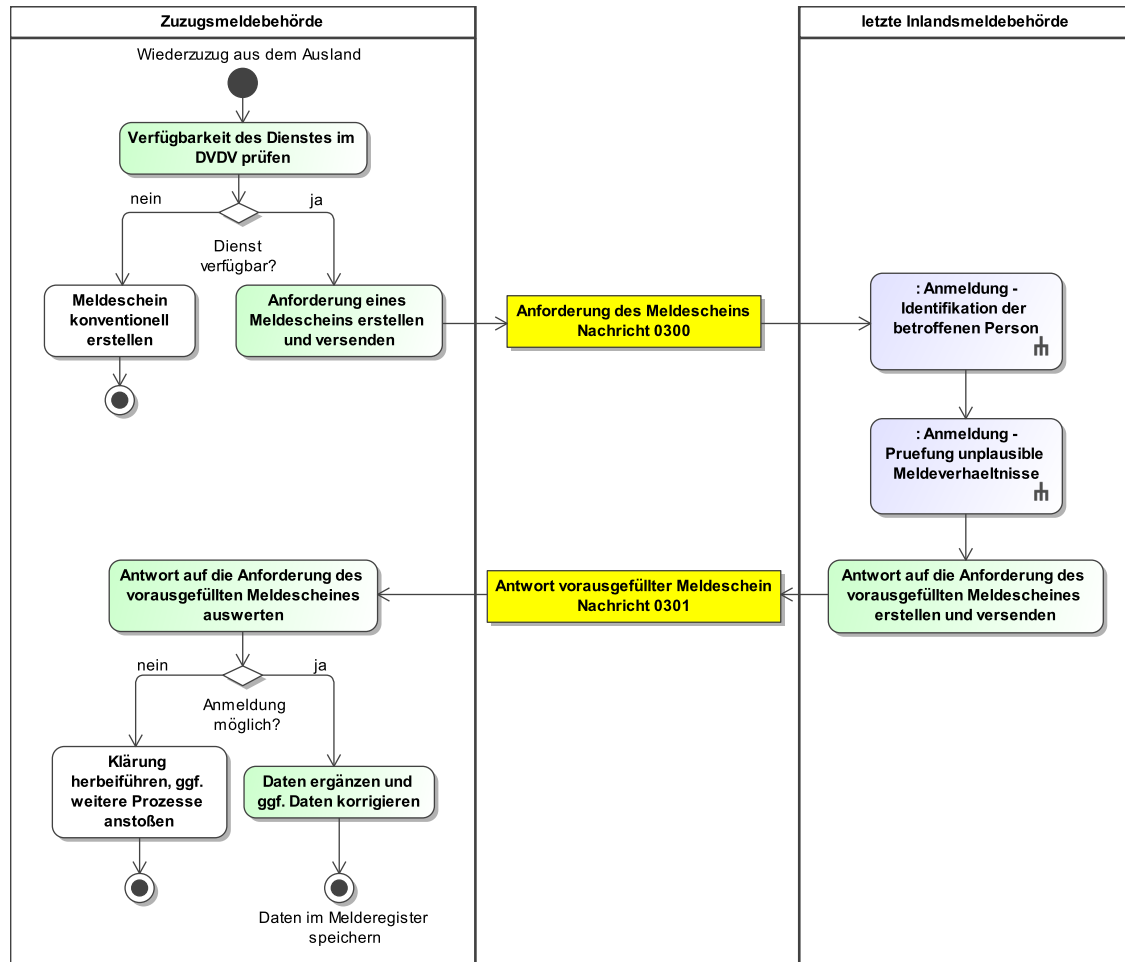 Zuzugsmeldebehörde
letzte Inlandsmeldebehörde
Wiederzuzug aus dem Ausland
Verfügbarkeit des Dienstes im
DVDV prüfen
nein
ja
Dienst
verfügbar?
Meldeschein
konventionell
erstellen
Anforderung eines
Meldescheins erstellen
und versenden
Anforderung des Meldescheins
Nachricht 0300
: Anmeldung -
Identifikation der
betroffenen Person
: Anmeldung -
Pruefung unplausible
Meldeverhaeltnisse
Antwort auf die Anforderung des
vorausgefüllten Meldescheines
erstellen und versenden
Antwort vorausgefüllter Meldeschein
Nachricht 0301
Antwort auf die Anforderung des
vorausgefüllten Meldescheines
auswerten
nein
ja
Anmeldung
möglich?
Klärung
herbeiführen, ggf.
weitere Prozesse
anstoßen
Daten ergänzen und
ggf. Daten korrigieren
Daten im Melderegister
speichern